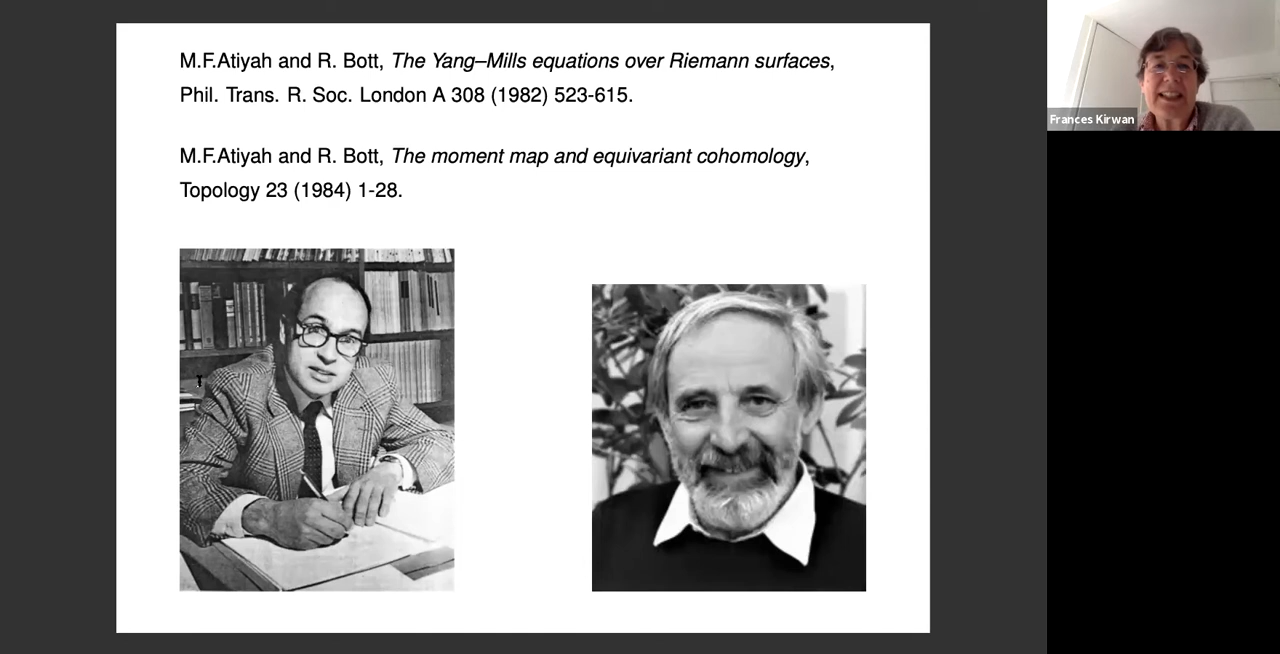 M.F.Atiyah and R. Bott, The Yang–Mills equations over Riemann surfaces,
Phil. Trans. R. Soc. London A 308 (1982) 523-615.
M.F.Atiyah and R. Bott, The moment map and equivariant cohomology,
Topology 23 (1984) 1-28.
Frances Kirwan